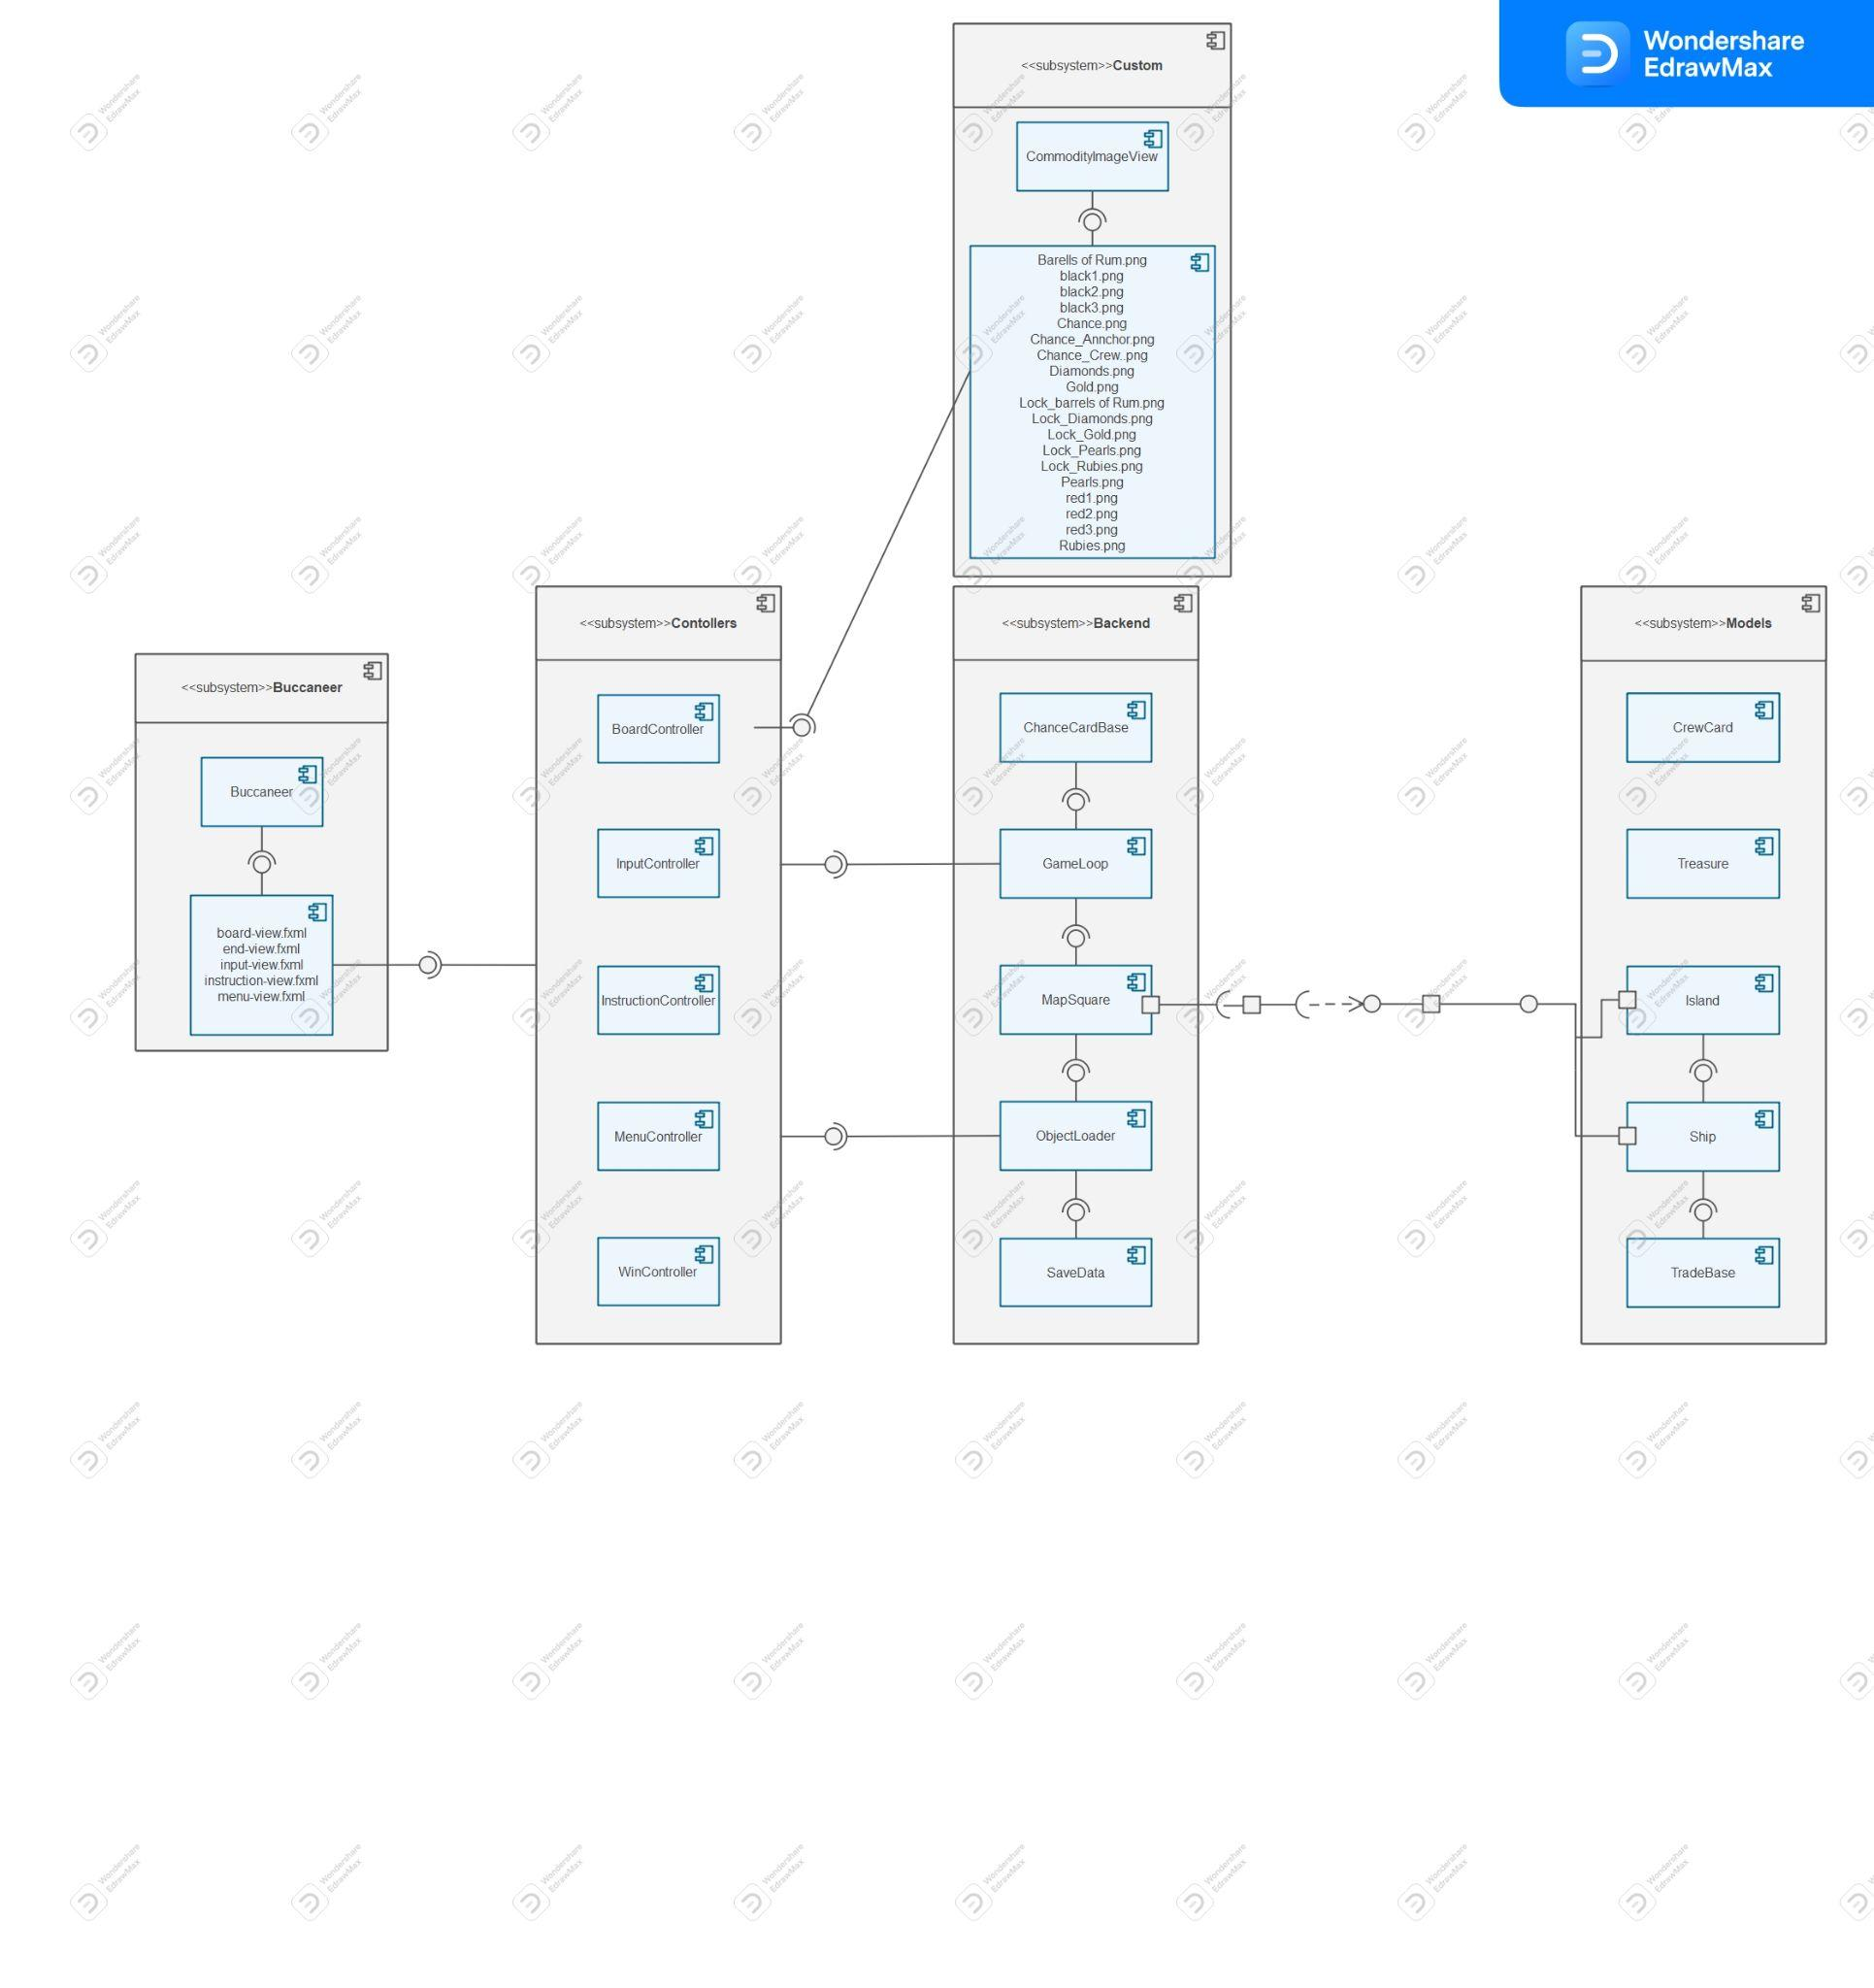 Wondershare
EdrawMax
<<subsystem>>Custom
CommodityImageView
Barells of Rum.png
black1.png
black2.png
black3.png
Chance.png
Chance_Annchor.png
Chance_Crew..png
Diamonds.png
Gold.png
Lock_barrels of Rum.png
Lock_Diamonds.png
Lock_Gold.png
Lock_Pearls.png
Lock_Rubies.png
Pearls.png
red1.png
red2.png
red3.png
Rubies.png
<<subsystem>>Buccaneer
Buccaneer
board-view.fxml
end-view.fxml
input-view.fxml
instruction-view.fxml
menu-view.fxml
<<subsystem>>Contollers
BoardController
InputController
InstructionController
MenuController
WinController
<<subsystem>>Backend
ChanceCardBase
GameLoop
MapSquare
ObjectLoader
SaveData
<<subsystem>>Models
CrewCard
Treasure
Island
Ship
TradeBase